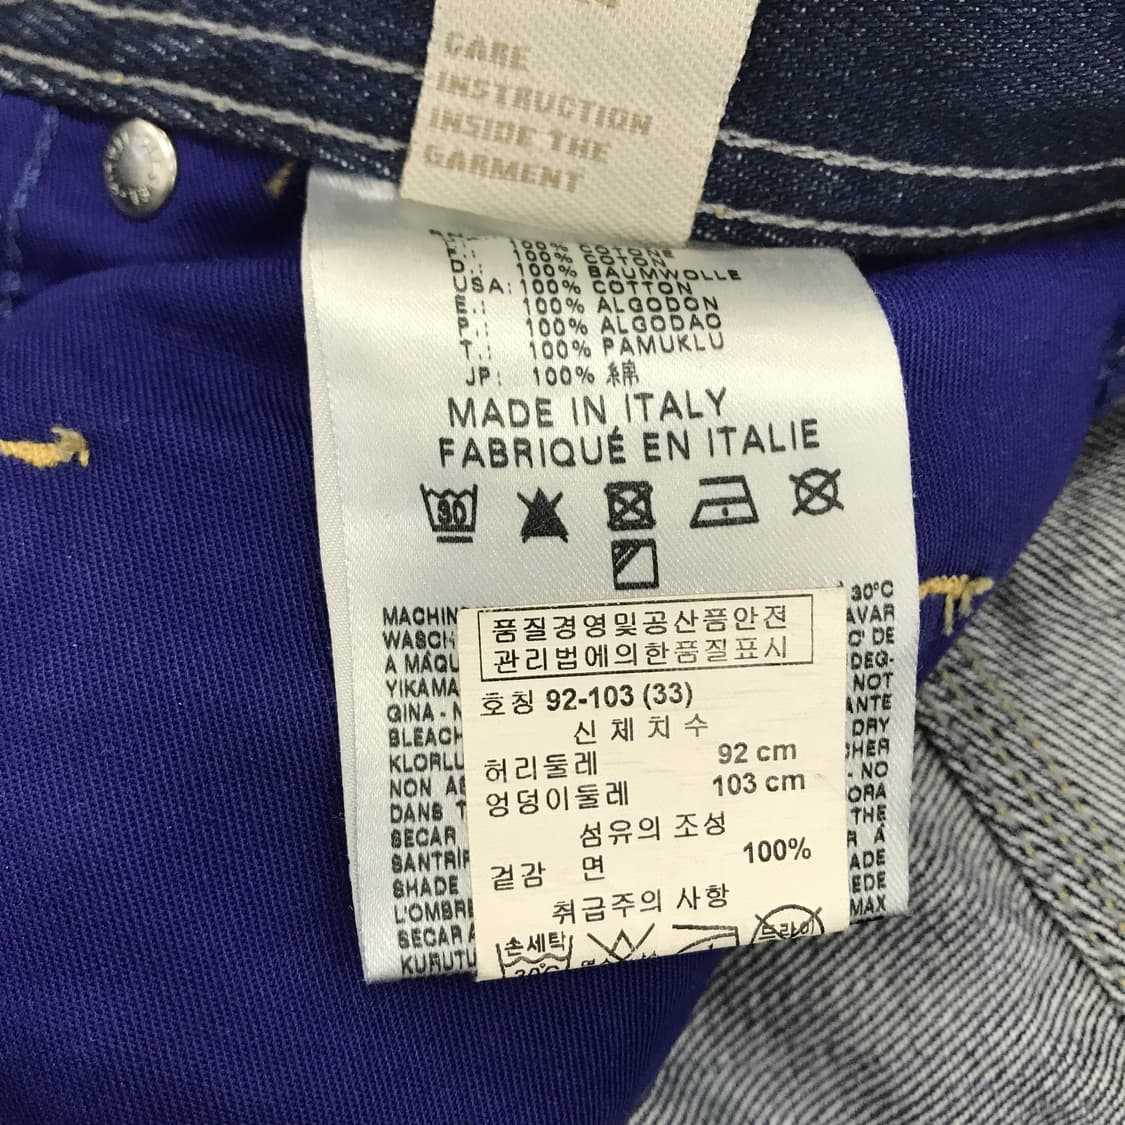 CARE
INSTRUCTION
INSIDE THE
GARMENT
100% COTONE
F.: 100% COTON
D.: 100% BAUMWOLLE
USA: 100% COTTON
E.: 100% ALGODON
P.: 100% ALGODAO
T.: 100% PAMUKLU
JP: 100% 綿
MADE IN ITALY
FABRIQUÉ EN ITALIE
30
30°C
MACHIN
AVAR
WASCH
C' DE
A MAQU
DEG-
YIKAMA
NOT
GINA - N
ANTE
BLEACH
DRY
KLORLU
HER
NON AS
- NO
DANS T
ORA
SECAR
THE
SANTRIF
R A
SHADE
ADE
L'OMBRE
EDE
SECAR A
MAX
KURUTU
품질경영및공산품안전
관리법에의한품질표시
호칭 92-103 (33)
신체치수
허리둘레 92 cm
엉덩이둘레 103 cm
섬유의 조성
겉감 면 100%
취급주의 사항
손세탁
30°C
드라이